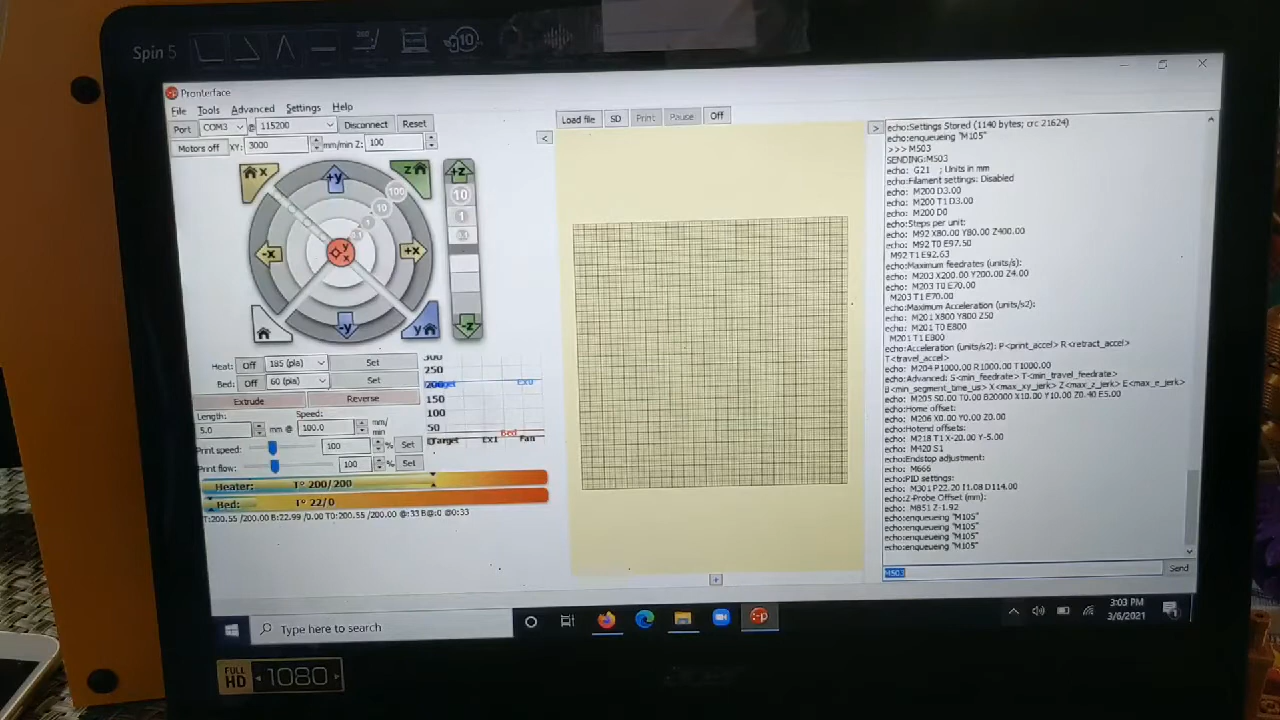 Spin 5
10
Pronterface
File Tools Advanced Settings Help
Port COM3 @ 115200 Disconnect Reset
Motors off XY: 3000 mm/min Z: 100
x
+y
z
+z
100
10
10
1
1
-x
y
x
+x
-y
y
-z
Heat: Off 185 (pla) Set
Bed: Off 60 (pla) Set
Extrude Reverse
Length: Speed:
5.0 mm @ 100.0 mm/
min
Print speed: 100 % Set
Print flow: 100 % Set
300
250
200 Ex0
150
100
50 Bed
Target Ex1 Fan
Heater: T° 200/200
Bed: T° 22/0
T:200.55 /200.00 B:22.99 /0.00 T0:200.55 /200.00 @:33 B@:0 @0:33
<
Load file SD Print Pause Off
>
+
echo:Settings Stored (1140 bytes; crc 21624)
echo:enqueueing "M105"
>>> M503
SENDING:M503
echo: G21 ; Units in mm
echo:Filament settings: Disabled
echo: M200 D3.00
echo: M200 T1 D3.00
echo: M200 D0
echo:Steps per unit:
echo: M92 X80.00 Y80.00 Z400.00
echo: M92 T0 E97.50
M92 T1 E92.63
echo:Maximum feedrates (units/s):
echo: M203 X200.00 Y200.00 Z4.00
echo: M203 T0 E70.00
M203 T1 E70.00
echo:Maximum Acceleration (units/s2):
echo: M201 X800 Y800 Z50
echo: M201 T0 E800
M201 T1 E800
echo:Acceleration (units/s2): P<print_accel> R<retract_accel>
T<travel_accel>
echo: M204 P1000.00 R1000.00 T1000.00
echo:Advanced: S<min_feedrate> T<min_travel_feedrate>
B<min_segment_time_us> X<max_xy_jerk> Z<max_z_jerk> E<max_e_jerk>
echo: M205 S0.00 T0.00 B20000 X10.00 Y10.00 Z0.40 E5.00
echo:Home offset:
echo: M206 X0.00 Y0.00 Z0.00
echo:Hotend offsets:
echo: M218 T1 X-20.00 Y-5.00
echo: M420 S1
echo:Endstop adjustment:
echo: M666
echo:PID settings:
echo: M301 P22.20 I1.08 D114.00
echo:Z-Probe Offset (mm):
echo: M851 Z-1.92
echo:enqueueing "M105"
echo:enqueueing "M105"
echo:enqueueing "M105"
echo:enqueueing "M105"
M503 Send
Type here to search
3:03 PM
3/6/2021
FULL
HD
1080